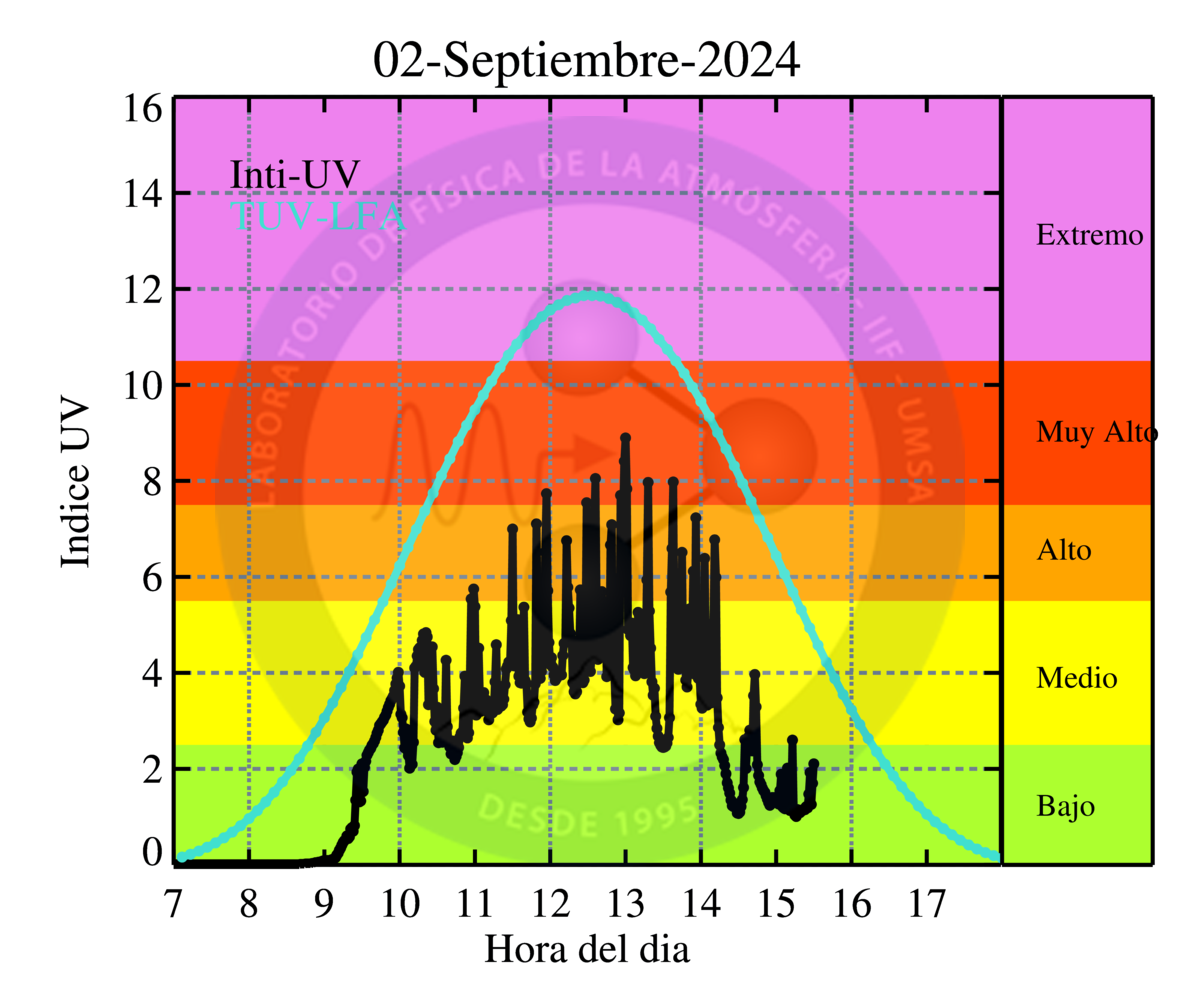 02-Septiembre-2024
16
14
12
10
8
6
4
2
0
Indice UV
Inti-UV
TUV-LFA
LABORATORIO DE FÍSICA DE LA ATMÓSFERA - IIF - UMSA
DESDE 1995
Extremo
Muy Alto
Alto
Medio
Bajo
7 8 9 10 11 12 13 14 15 16 17
Hora del dia